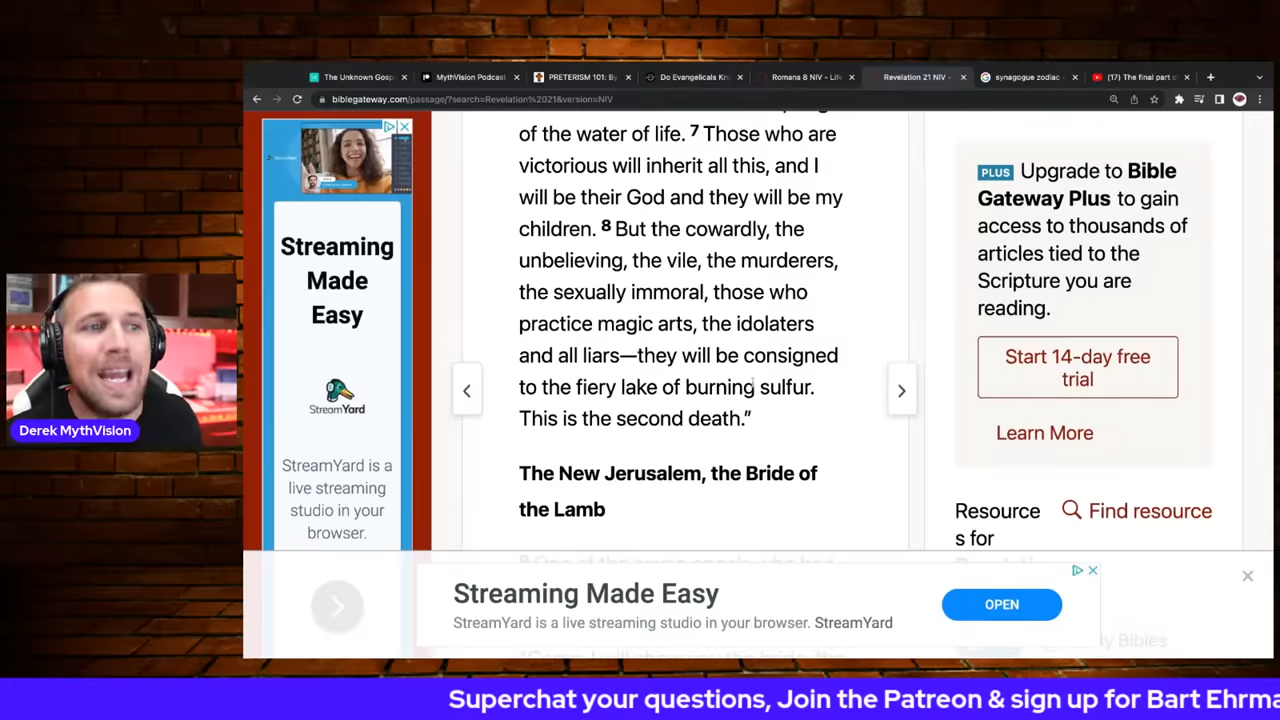 The Unknown Gosp
MythVision Podcast
PRETERISM 101: By
Do Evangelicals Kn
Romans 8 NIV - Life
Revelation 21 NIV -
synagogue zodiac -
(17) The final part o
biblegateway.com/passage/?search=Revelation%2021&version=NIV
Streaming
Made
Easy
StreamYard
StreamYard is a
live streaming
studio in your
browser.
of the water of life. 7 Those who are
victorious will inherit all this, and I
will be their God and they will be my
children. 8 But the cowardly, the
unbelieving, the vile, the murderers,
the sexually immoral, those who
practice magic arts, the idolaters
and all liars—they will be consigned
to the fiery lake of burning sulfur.
This is the second death.”
The New Jerusalem, the Bride of
the Lamb
PLUS Upgrade to Bible
Gateway Plus to gain
access to thousands of
articles tied to the
Scripture you are
reading.
Start 14-day free
trial
Learn More
Resource
s for
Find resource
Derek MythVision
Streaming Made Easy
StreamYard is a live streaming studio in your browser. StreamYard
OPEN
y Bibles
Superchat your questions, Join the Patreon & sign up for Bart Ehrma